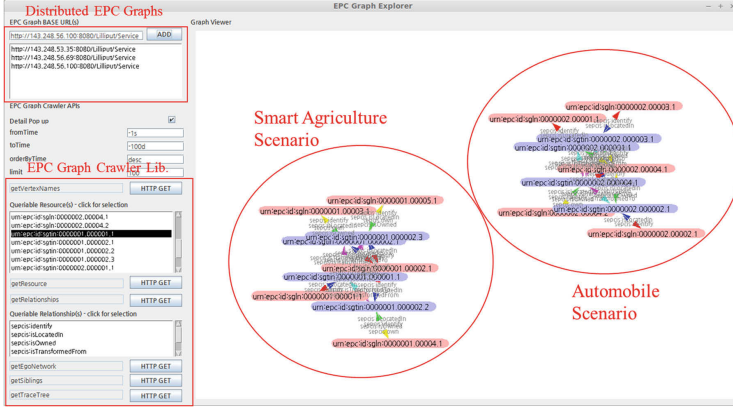 Distributed EPC Graphs
EPC Graph Explorer
EPC Graph BASE URL(s)
Graph Viewer
http://143.248.56.100:8080/Lilliput/Service
ADD
http://143.248.53.35:8080/Lilliput/Service
http://143.248.56.69:8080/Lilliput/Service
http://143.248.56.100:8080/Lilliput/Service
EPC Graph Crawler APIs
Detail Pop up
fromTime
-1s
toTime
-100d
orderByTime
desc
EPC Graph Crawler Lib.
limit
100
getVertexNames
HTTP GET
Queriable Resource(s) - click for selection
urn:epc:id:sgln:0000002.00004.1
urn:epc:id:sgln:0000002.00004.2
urn:epc:id:sgtin:0000001.000001.1
urn:epc:id:sgtin:0000001.000002.1
urn:epc:id:sgtin:0000001.000002.2
urn:epc:id:sgtin:0000001.000002.3
urn:epc:id:sgtin:0000002.000001.1
getResource
HTTP GET
getRelationships
HTTP GET
Queriable Relationship(s) - click for selection
sepcis:identify
sepcis:isLocatedIn
sepcis:isOwned
sepcis:isTransformedFrom
getEgoNetwork
HTTP GET
getSiblings
HTTP GET
getTraceTree
HTTP GET
Smart Agriculture
Scenario
urn:epc:id:sgln:0000001.00005.1
urn:epc:id:sgln:0000001.00003.1
urn:epc:id:sgtin:0000001.000002.3
urn:epc:id:sgln:0000001.00002.1
urn:epc:id:sgtin:0000001.000001.1
urn:epc:id:sgln:0000001.00001.1
urn:epc:id:sgtin:0000001.000002.2
urn:epc:id:sgln:0000001.00004.1
urn:epc:id:sgln:0000002.00003.1
urn:epc:id:sgln:0000002.00001.1
urn:epc:id:sgtin:0000002.000003.1
urn:epc:id:sgtin:0000002.000001.1
urn:epc:id:sgln:0000002.00004.1
urn:epc:id:sgtin:0000002.000004.1
urn:epc:id:sgtin:0000002.000002.1
urn:epc:id:sgln:0000002.00002.1
Automobile
Scenario